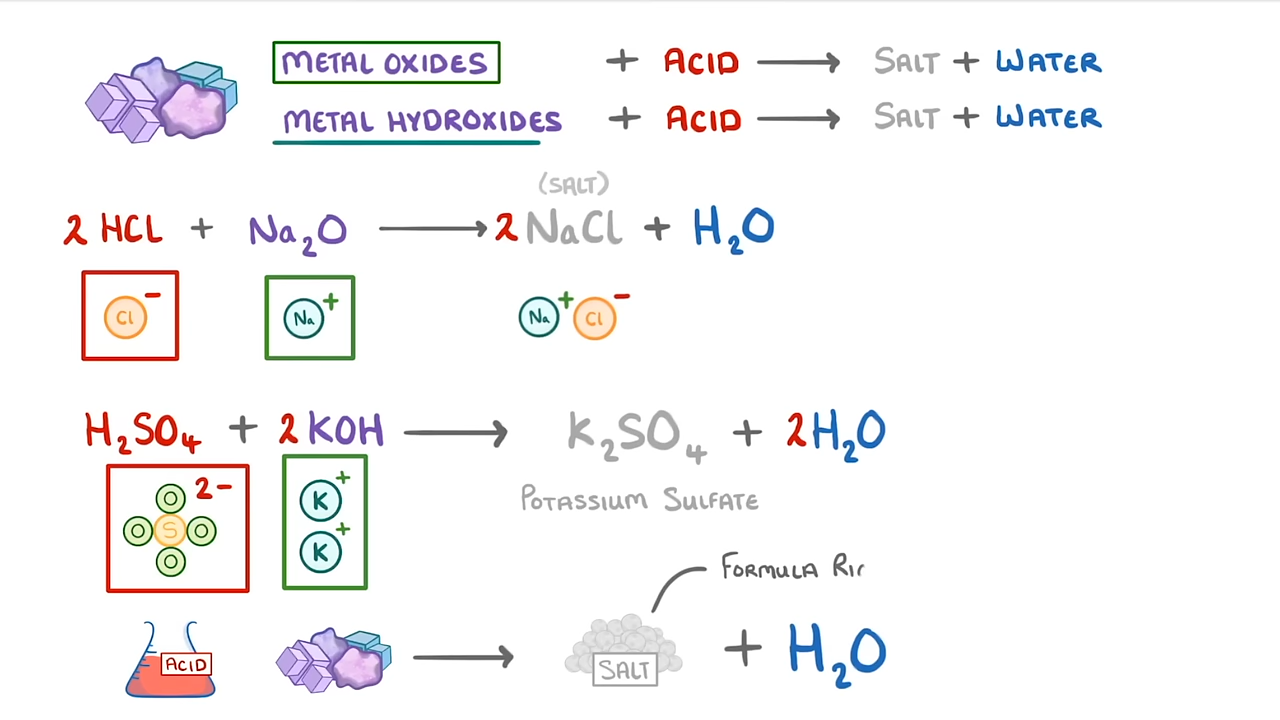 METAL OXIDES + ACID ⟶ SALT + WATER
METAL HYDROXIDES + ACID ⟶ SALT + WATER
(SALT)
2 HCL + Na₂O ⟶ 2 NaCl + H₂O
Cl⁻ Na⁺ Na⁺ Cl⁻
H₂SO₄ + 2 KOH ⟶ K₂SO₄ + 2H₂O
POTASSIUM SULFATE
O 2-
O S O
O
K⁺
K⁺
FORMULA RI
ACID ⟶ SALT + H₂O